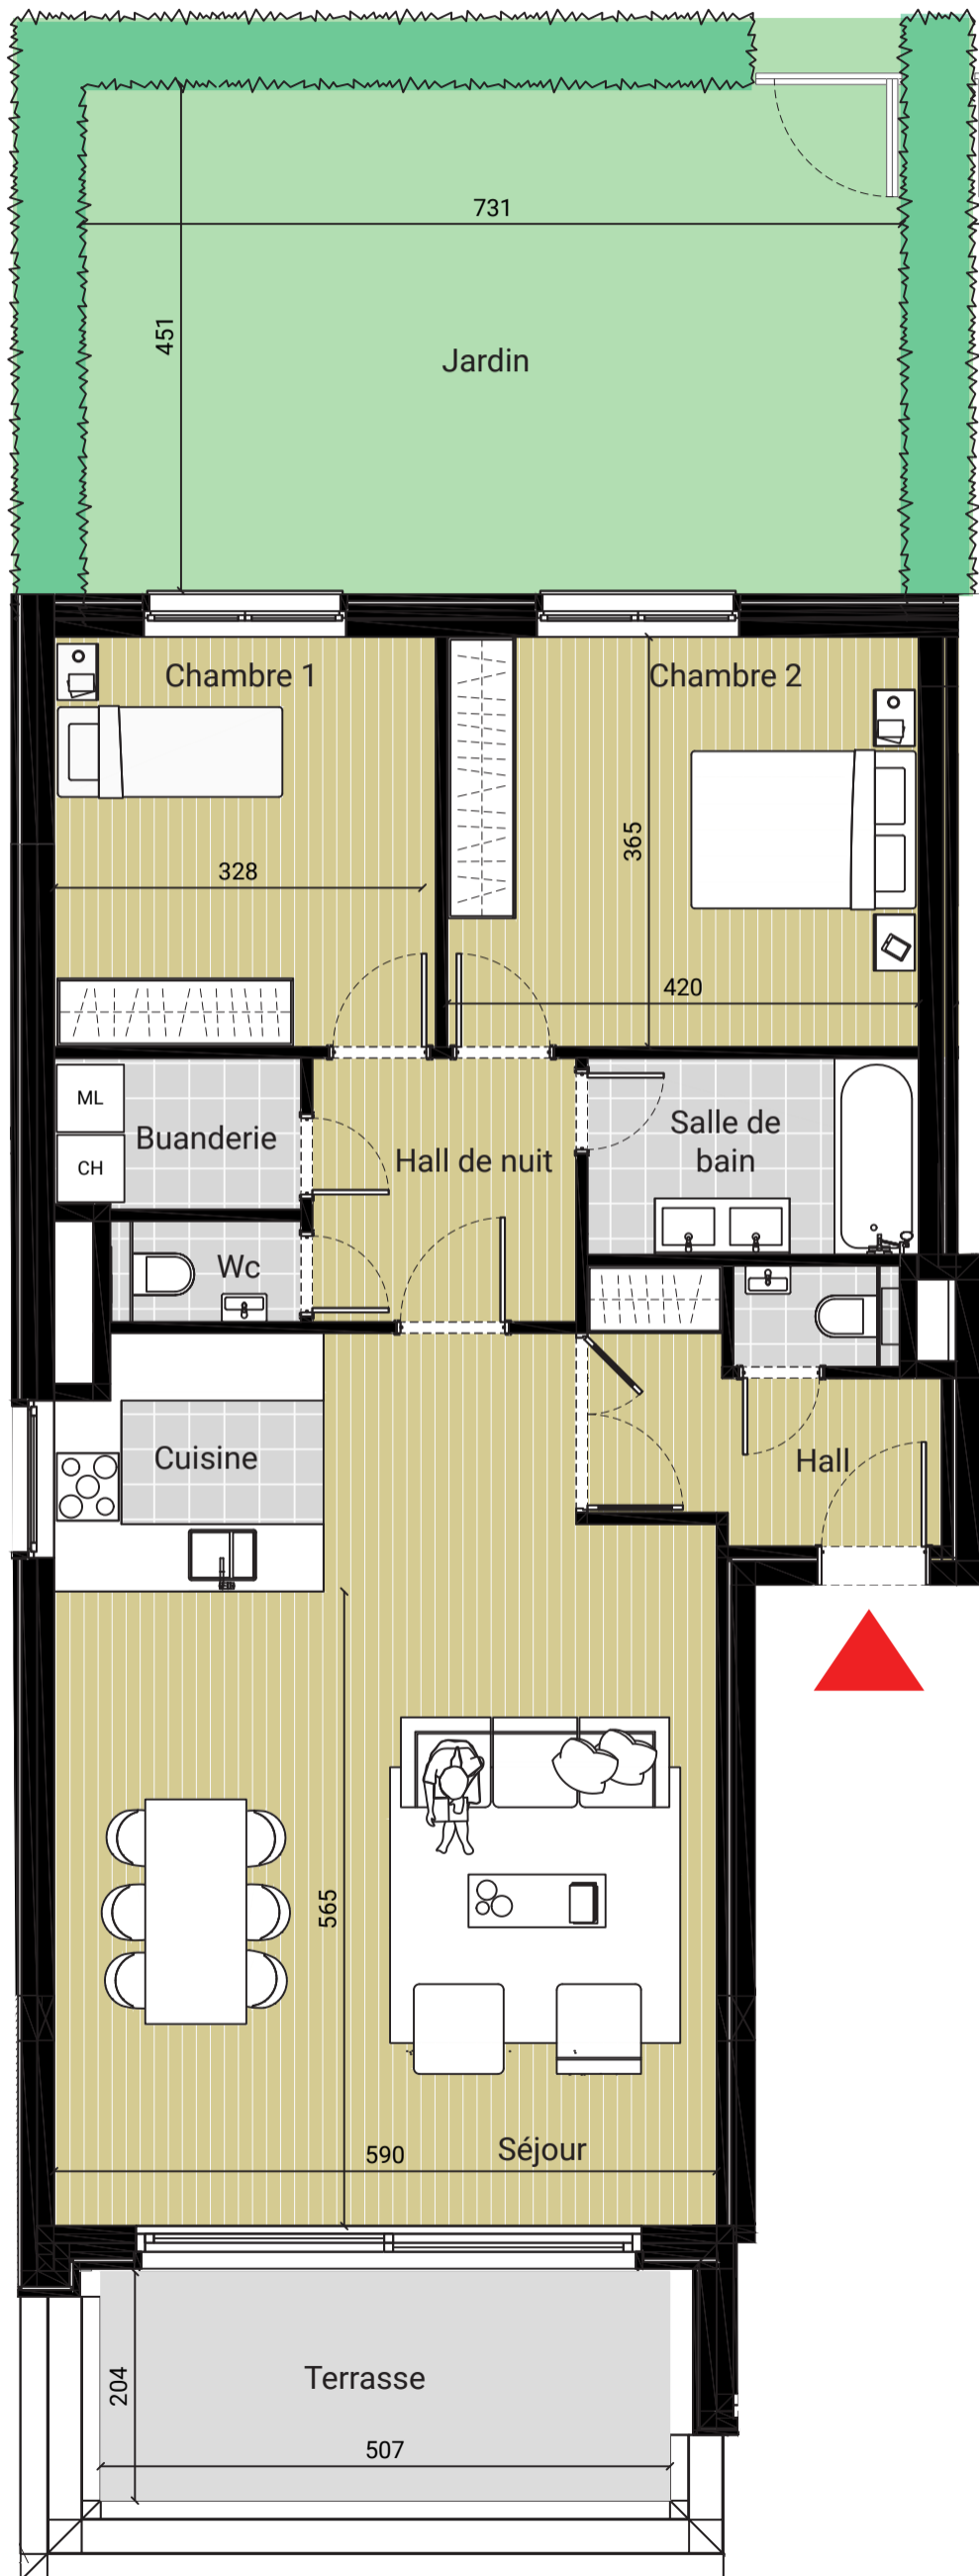 731
451
Jardin
Chambre 1
Chambre 2
365
328
420
ML
Buanderie
CH
Hall de nuit
Salle de
bain
Wc
Cuisine
Hall
565
Séjour
590
Terrasse
204
507